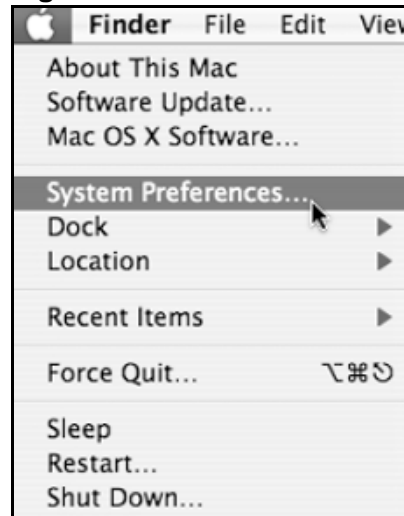 Finder File Edit View
About This Mac
Software Update...
Mac OS X Software...
System Preferences...
Dock
Location
Recent Items
Force Quit... ⌥⌘⎋
Sleep
Restart...
Shut Down...